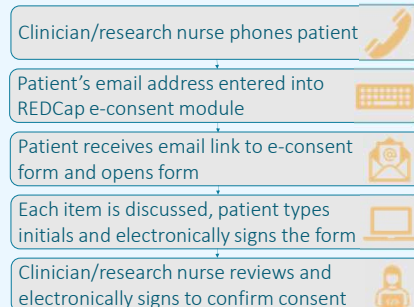 Clinician/research nurse phones patient
Patient's email address entered into
REDCap e-consent module
Patient receives email link to e-consent
form and opens form
Each item is discussed, patient types
initials and electronically signs the form
Clinician/research nurse reviews and
electronically signs to confirm consent